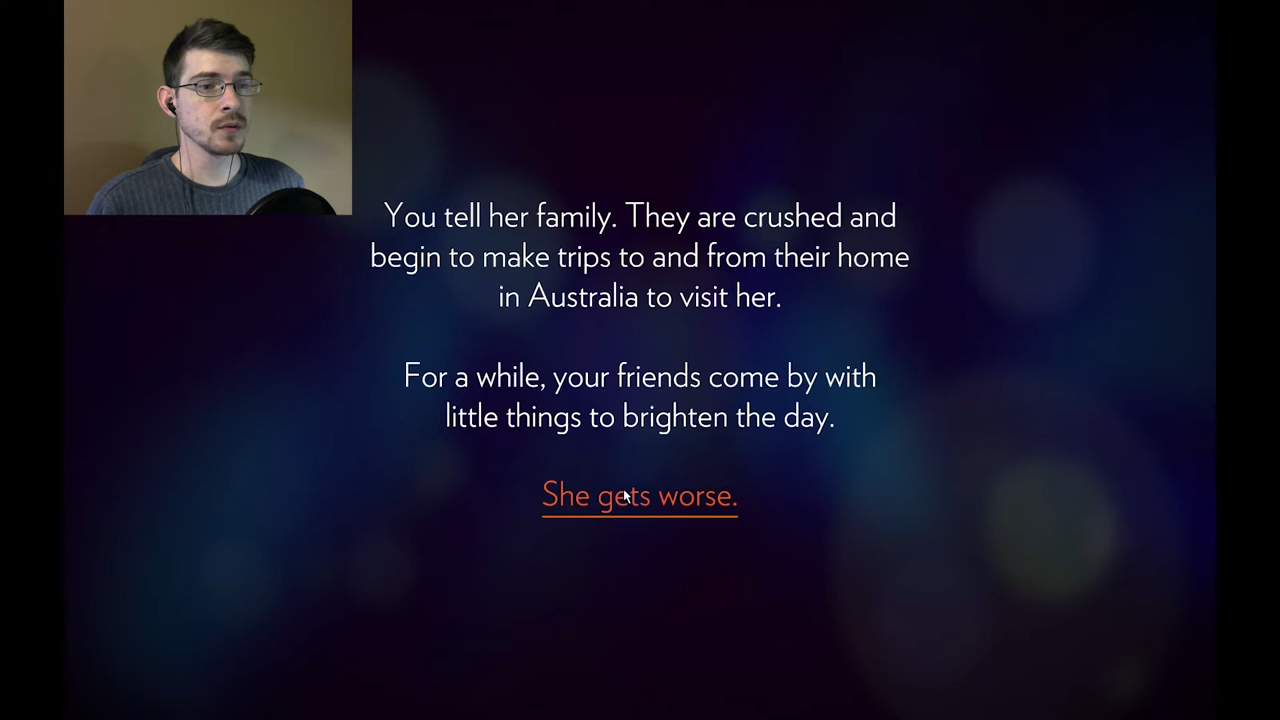 You tell her family. They are crushed and
begin to make trips to and from their home
in Australia to visit her.
For a while, your friends come by with
little things to brighten the day.
She gets worse.